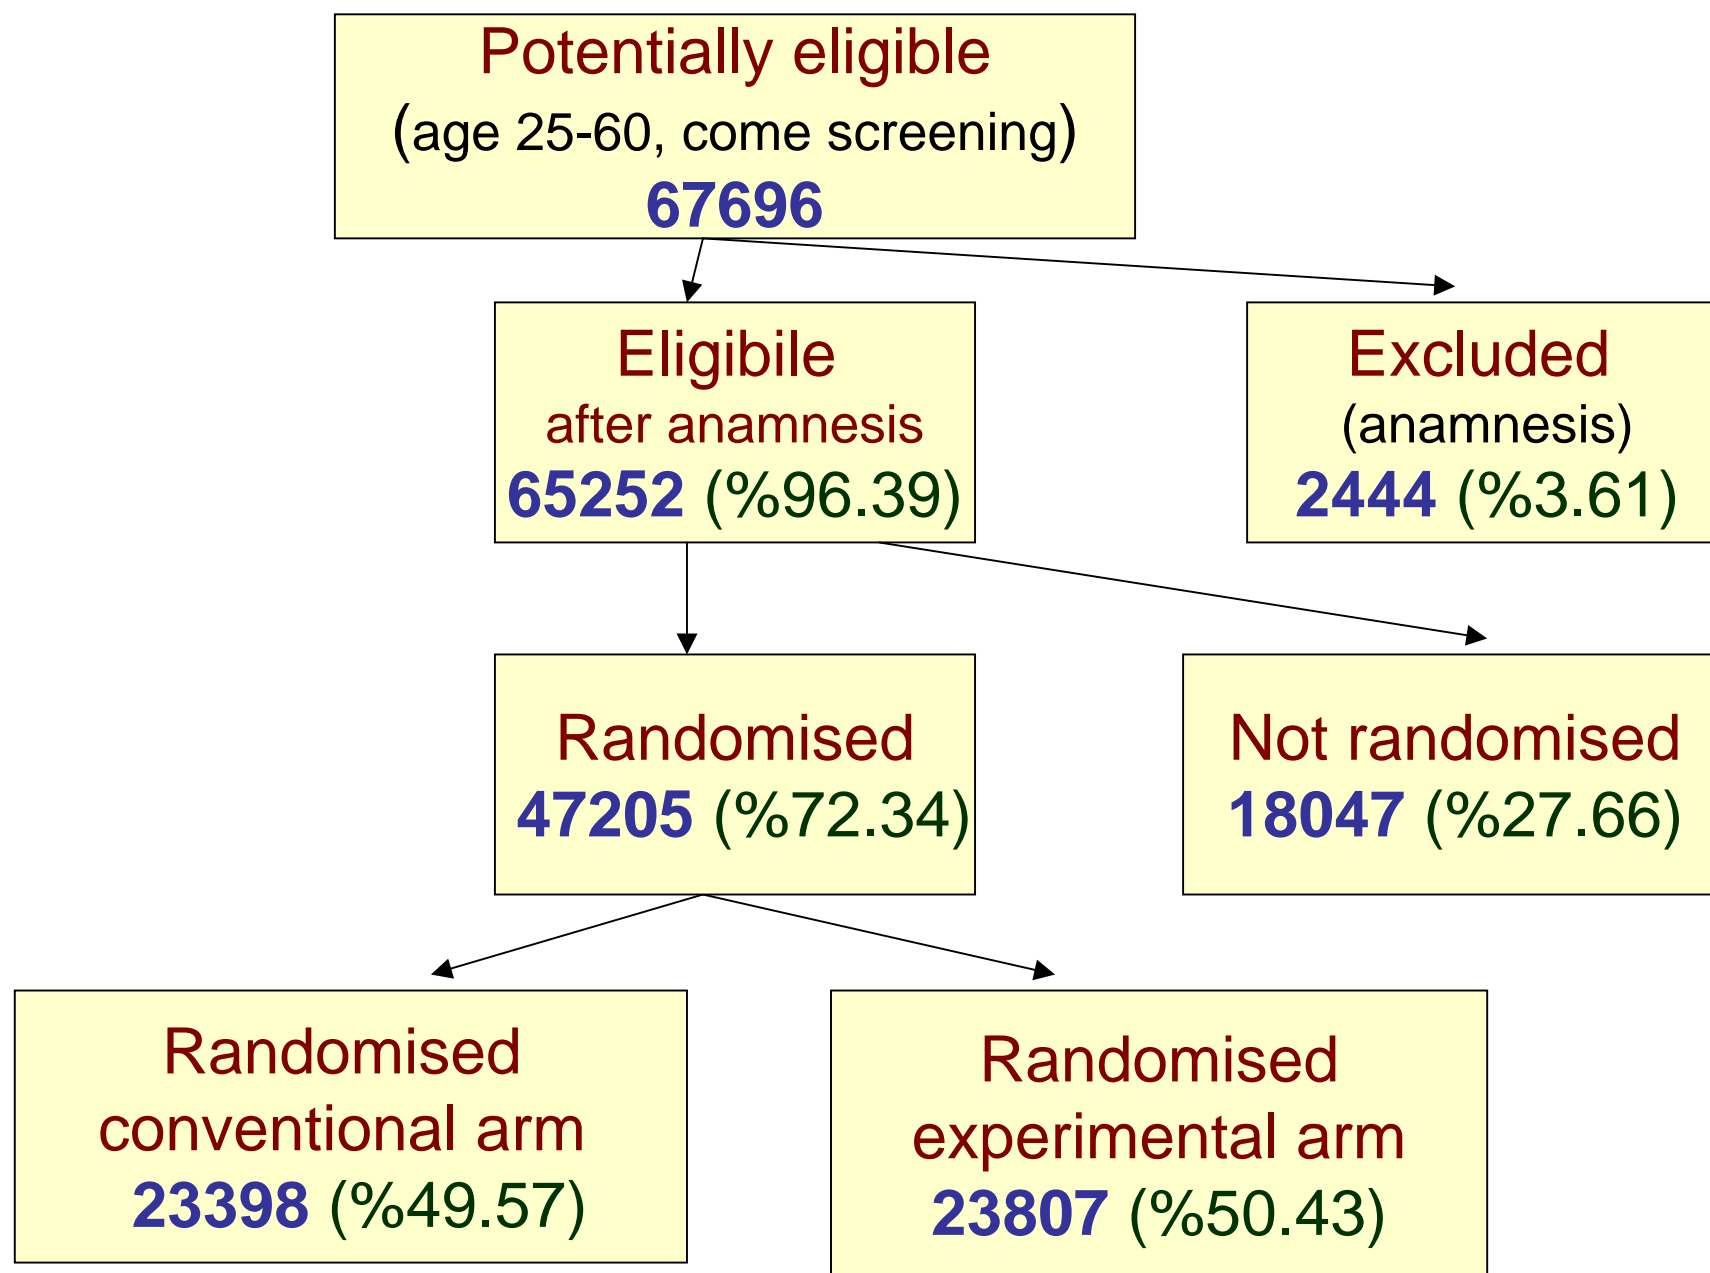 Potentially eligible
(age 25-60, come screening)
67696
Eligibile
after anamnesis
65252 (%96.39)
Excluded
(anamnesis)
2444 (%3.61)
Randomised
47205 (%72.34)
Not randomised
18047 (%27.66)
Randomised
conventional arm
23398 (%49.57)
Randomised
experimental arm
23807 (%50.43)